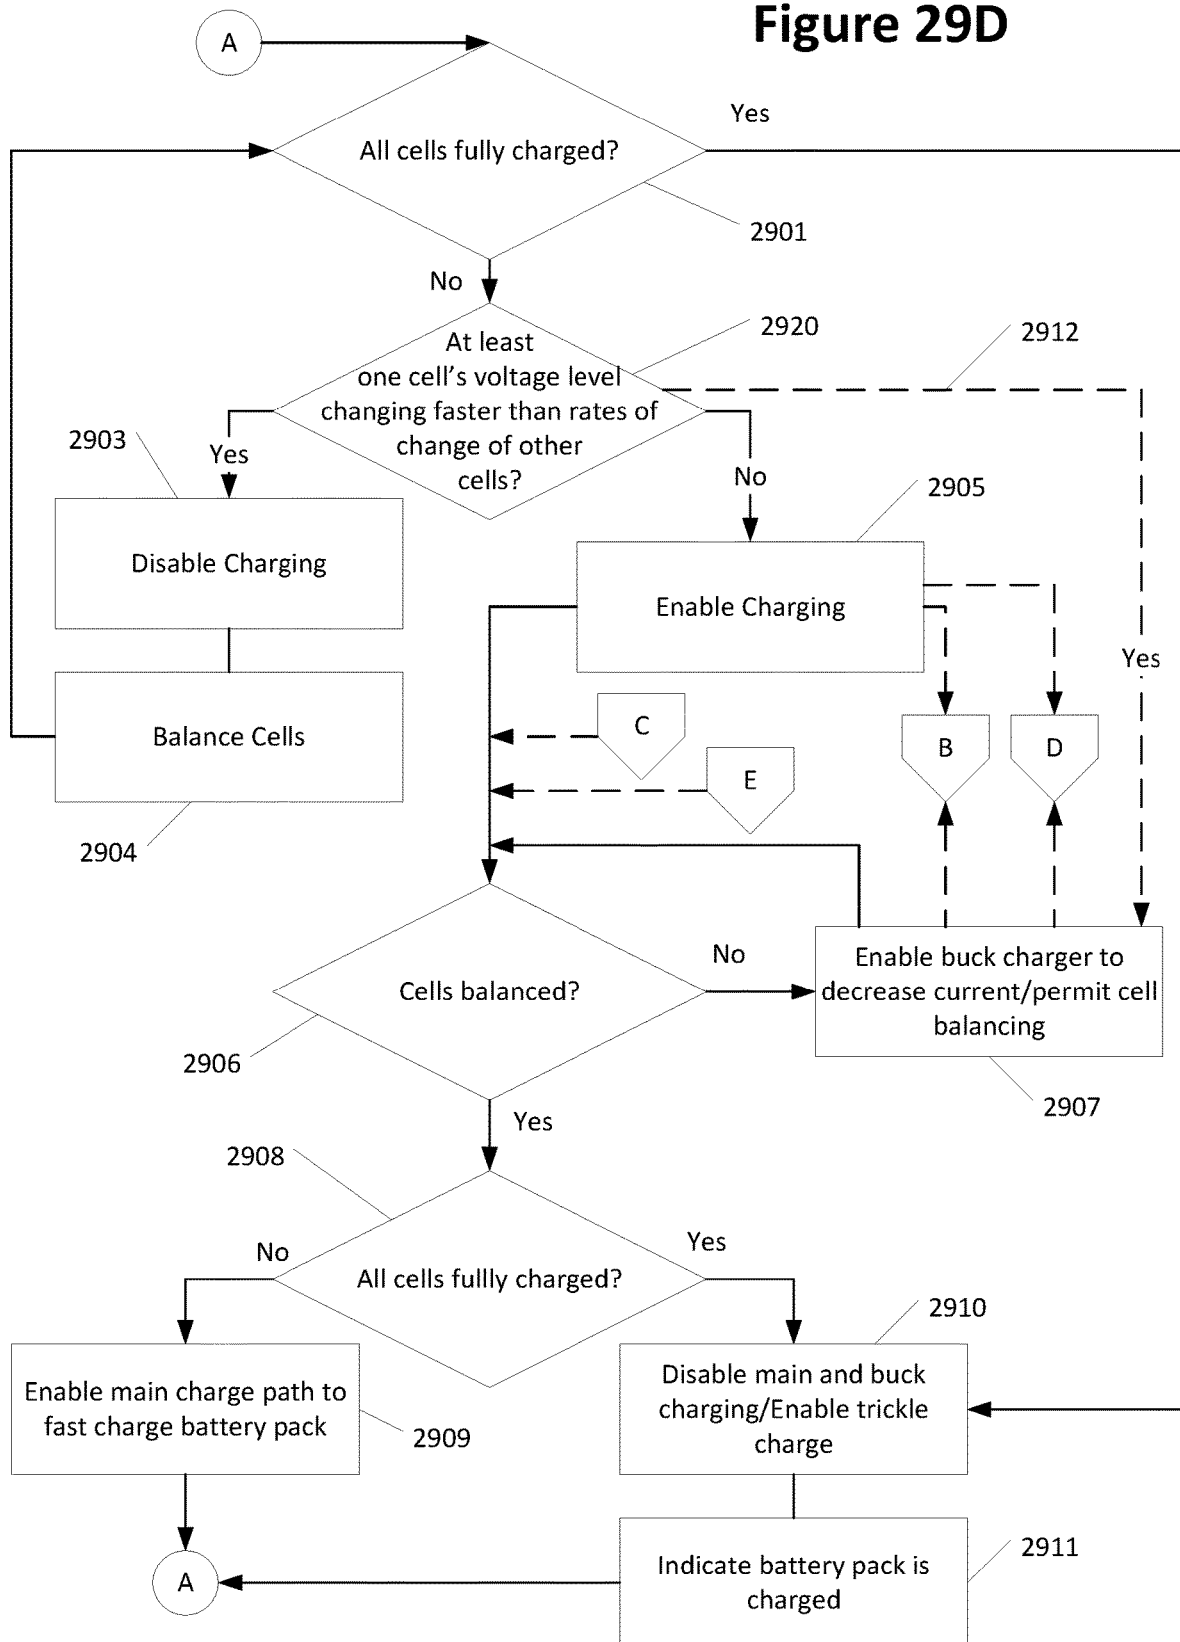 Figure 29D
A
Yes
All cells fully charged?
2901
No
2920
2912
At least
one cell's voltage level
changing faster than rates of
change of other
cells?
2903
Yes
No
2905
Disable Charging
Enable Charging
Yes
C
B
D
Balance Cells
E
2904
No
Enable buck charger to
decrease current/permit cell
balancing
Cells balanced?
2906
2907
Yes
2908
No
Yes
All cells fullly charged?
2910
Enable main charge path to
fast charge battery pack
Disable main and buck
charging/Enable trickle
charge
2909
2911
Indicate battery pack is
charged
A